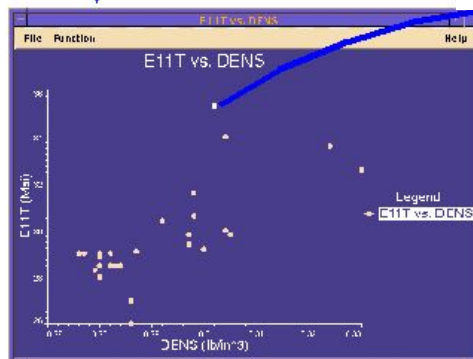 E11T vs. DENS
File Function Help
E11T vs. DENS
E11T (Msi)
Legend
E11T vs. DENS
DENS (lb/in^3)